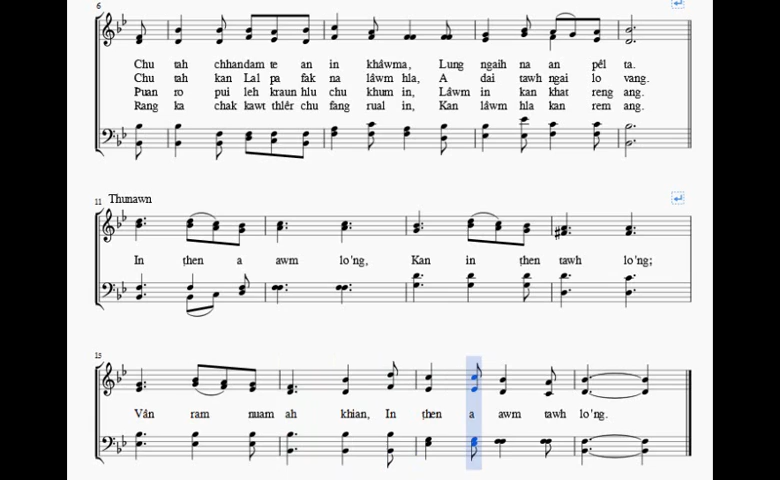 6
Chu tah chhandam te an in khâwma, Lung ngaih na an pêl ta.
Chu tah kan Lal pa fak na lâwm hla, A dai tawh ngai lo vang.
Puan ro pui leh kraun hlu chu khum in, Lâwm in kan khat reng ang.
Rang ka chak kawt thlêr chu fang rual in, Kan lâwm hla kan rem ang.
11 Thunawn
In ṭhen a awm lo'ng, Kan in ṭhen tawh lo'ng;
15
Vân ram nuam ah khian, In ṭhen a awm tawh lo'ng.